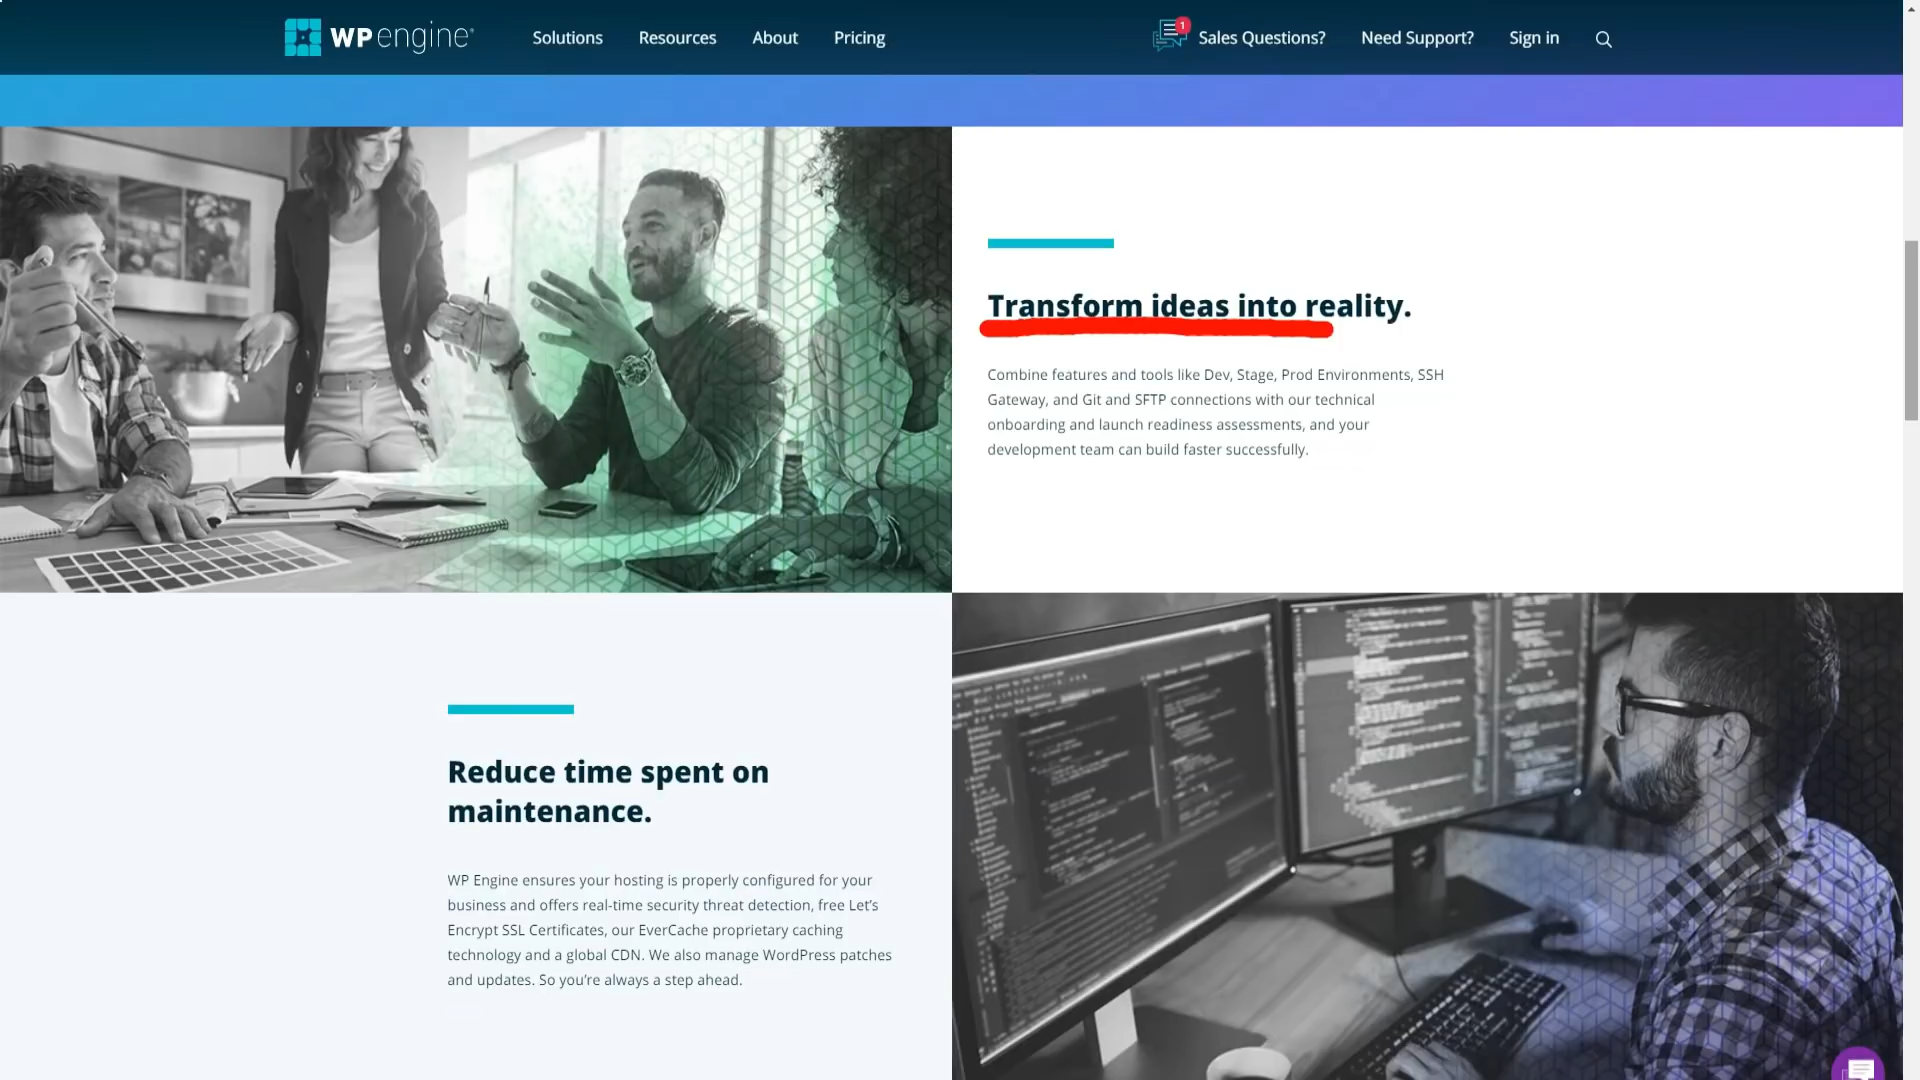 WP engine®
Solutions
Resources
About
Pricing
1
Sales Questions?
Need Support?
Sign in
Transform ideas into reality.
Combine features and tools like Dev, Stage, Prod Environments, SSH
Gateway, and Git and SFTP connections with our technical
onboarding and launch readiness assessments, and your
development team can build faster successfully.
Reduce time spent on
maintenance.
WP Engine ensures your hosting is properly configured for your
business and offers real-time security threat detection, free Let’s
Encrypt SSL Certificates, our EverCache proprietary caching
technology and a global CDN. We also manage WordPress patches
and updates. So you’re always a step ahead.